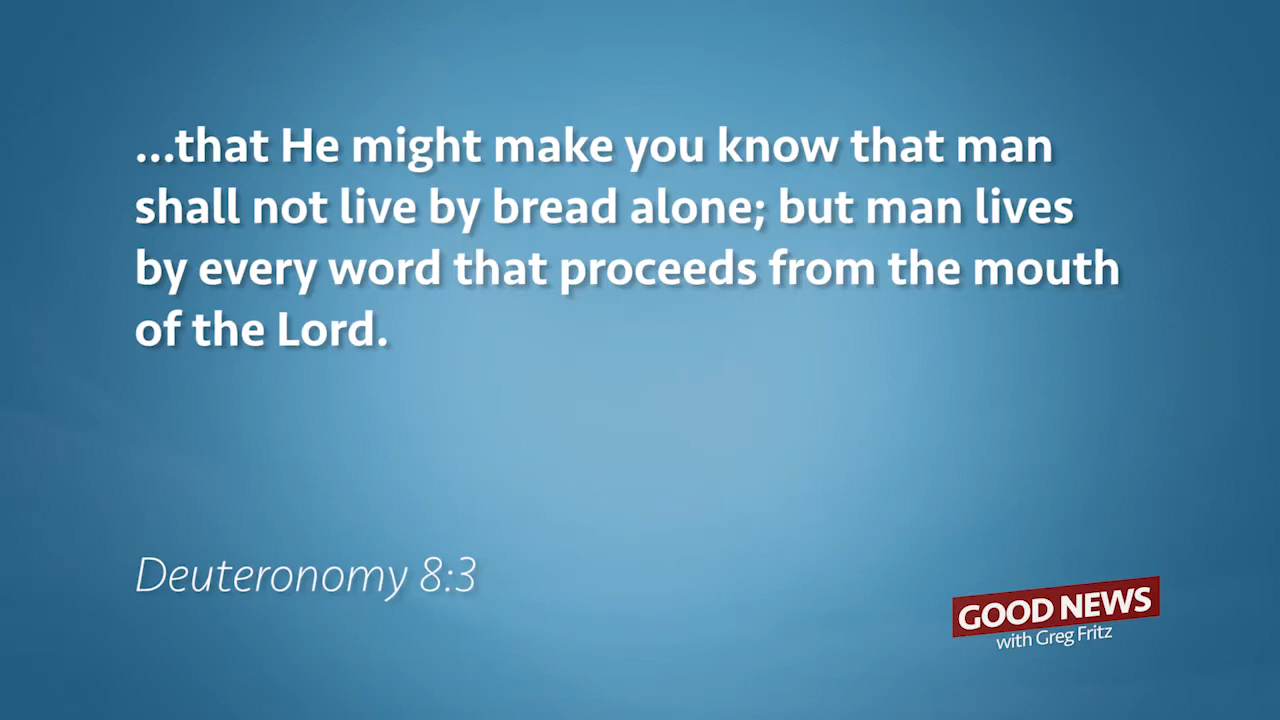 ...that He might make you know that man
shall not live by bread alone; but man lives
by every word that proceeds from the mouth
of the Lord.
Deuteronomy 8:3
GOOD NEWS
with Greg Fritz